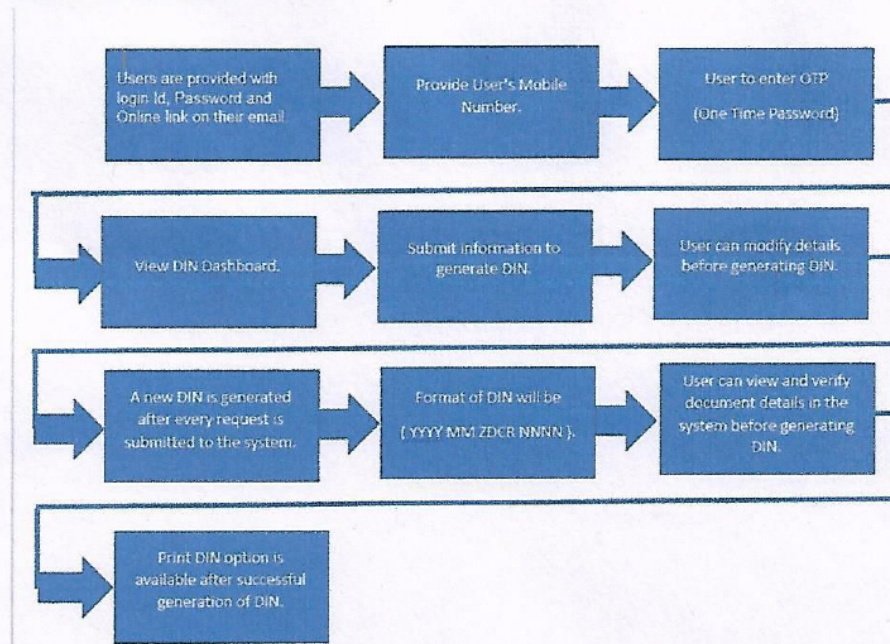 Users are provided with
login Id, Password and
Online link on their email
Provide User's Mobile
Number.
User to enter OTP
(One Time Password)
View DIN Dashboard.
Submit information to
generate DIN.
User can modify details
before generating DIN.
A new DIN is generated
after every request is
submitted to the system.
Format of DIN will be
{ YYYY MM ZDCR NNNN }.
User can view and verify
document details in the
system before generating
DIN.
Print DIN option is
available after successful
generation of DIN.